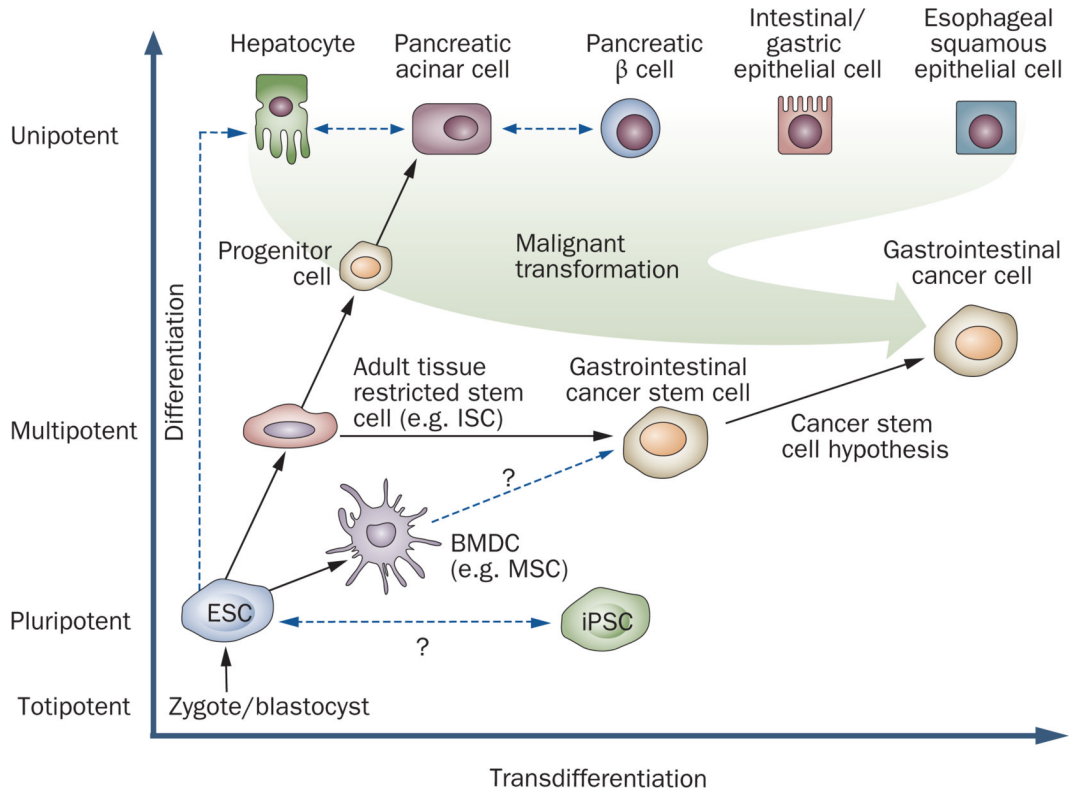 Hepatocyte
Pancreatic
acinar cell
Pancreatic
β cell
Intestinal/
gastric
epithelial cell
Esophageal
squamous
epithelial cell
Unipotent
Progenitor
cell
Malignant
transformation
Gastrointestinal
cancer cell
Differentiation
Adult tissue
restricted stem
cell (e.g. ISC)
Gastrointestinal
cancer stem cell
Multipotent
Cancer stem
cell hypothesis
?
BMDC
(e.g. MSC)
Pluripotent
ESC
?
iPSC
Totipotent
Zygote/blastocyst
Transdifferentiation